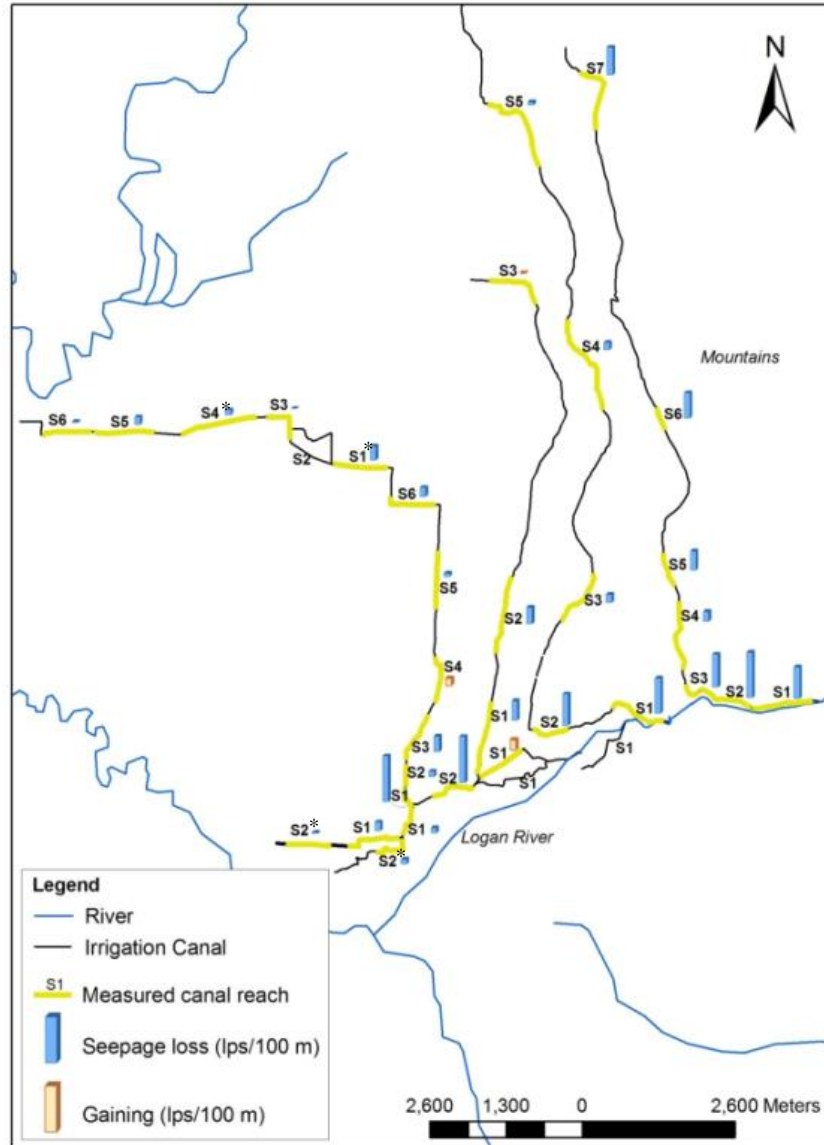 N
S7
S5
S3
S4
Mountains
S6
S3
S4*
S5
S6
S2
S1*
S6
S5
S5
S3
S2
S4
S4
S3
S2
S1
S1
S1
S2
S3
S1
S1
S1
S2
S2
S1
S1
S1
S2*
Logan River
S2*
Legend
River
Irrigation Canal
S1
Measured canal reach
Seepage loss (lps/100 m)
Gaining (lps/100 m)
2,600 1,300 0 2,600 Meters